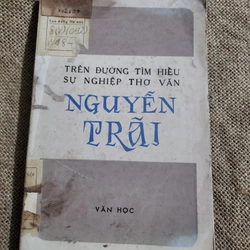 TRÊN ĐƯỜNG TÌM HIỂU
SỰ NGHIỆP THƠ VĂN
NGUYỄN
TRÃI
VĂN HỌC